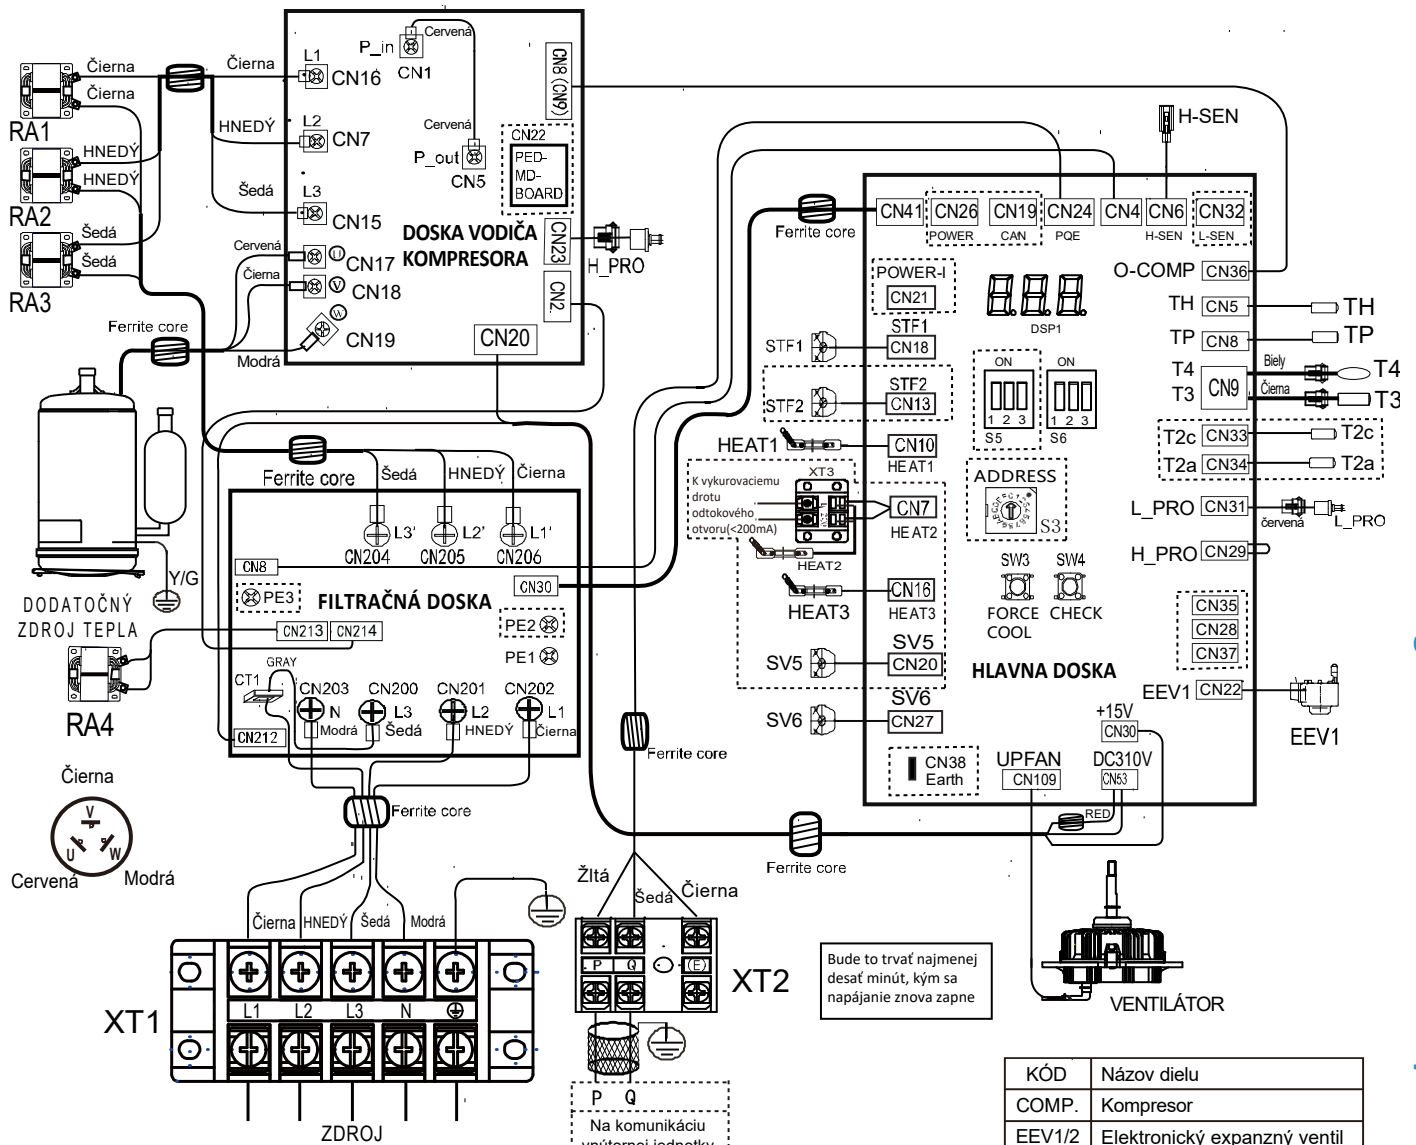 Čierna
Čierna
RA1
HNEDÝ
HNEDÝ
RA2
Šedá
Šedá
RA3
Čierna
L1
CN16
HNEDÝ
L2
CN7
Šedá
L3
CN15
Červená
U
CN17
Čierna
V
CN18
W
CN19
Modrá
Ferrite core
P_in
Červená
CN1
Červená
P_out
CN5
CN8 (CN9)
CN22
PED-
MD-
BOARD
DOSKA VODIČA
KOMPRESORA
CN23
H_PRO
CN2
CN20
Ferrite core
Y/G
DODATOČNÝ
ZDROJ TEPLA
RA4
Čierna
V
U
W
Červená
Modrá
Ferrite core
Šedá
HNEDÝ
Čierna
L3'
L2'
L1'
CN204
CN205
CN206
CN8
CN30
PE3
FILTRAČNÁ DOSKA
PE2
PE1
CN213
CN214
GRAY
CT1
CN203
CN200
CN201
CN202
N
L3
L2
L1
Modrá
Šedá
HNEDÝ
Čierna
CN212
Ferrite core
Čierna
HNEDÝ
Šedá
Modrá
XT1
L1
L2
L3
N
ZDROJ
Ferrite core
Ferrite core
Žltá
Šedá
Čierna
P
Q
(E)
XT2
P
Q
Na komunikáciu
vnútornej jednotky
H-SEN
CN41
CN26
CN19
CN24
CN4
CN6
CN32
POWER
CAN
PQE
H-SEN
L-SEN
POWER-I
CN21
DSP1
O-COMP
CN36
TH
CN5
TH
TP
CN8
TP
T4
T3
CN9
Biely
T4
Čierna
T3
T2c
CN33
T2c
T2a
CN34
T2a
L_PRO
CN31
červená
L_PRO
H_PRO
CN29
STF1
STF1
CN18
STF2
STF2
CN13
ON
1 2 3
S5
ON
1 2 3
S6
HEAT1
CN10
HEAT1
K vykurovaciemu
drotu
odtokového
otvoru(<200mA)
XT3
CN7
HEAT2
HEAT2
HEAT3
CN16
HEAT3
ADDRESS
S3
SW3
SW4
FORCE
COOL
CHECK
CN35
CN28
CN37
SV5
SV5
CN20
HLAVNA DOSKA
SV6
SV6
CN27
EEV1
CN22
EEV1
+15V
CN30
CN38
Earth
UPFAN
CN109
DC310V
CN53
RED
Ferrite core
Bude to trvať najmenej
desať minút, kým sa
napájanie znova zapne
VENTILÁTOR
KÓD Názov dielu
COMP. Kompresor
EEV1/2 Elektronický expanzný ventil